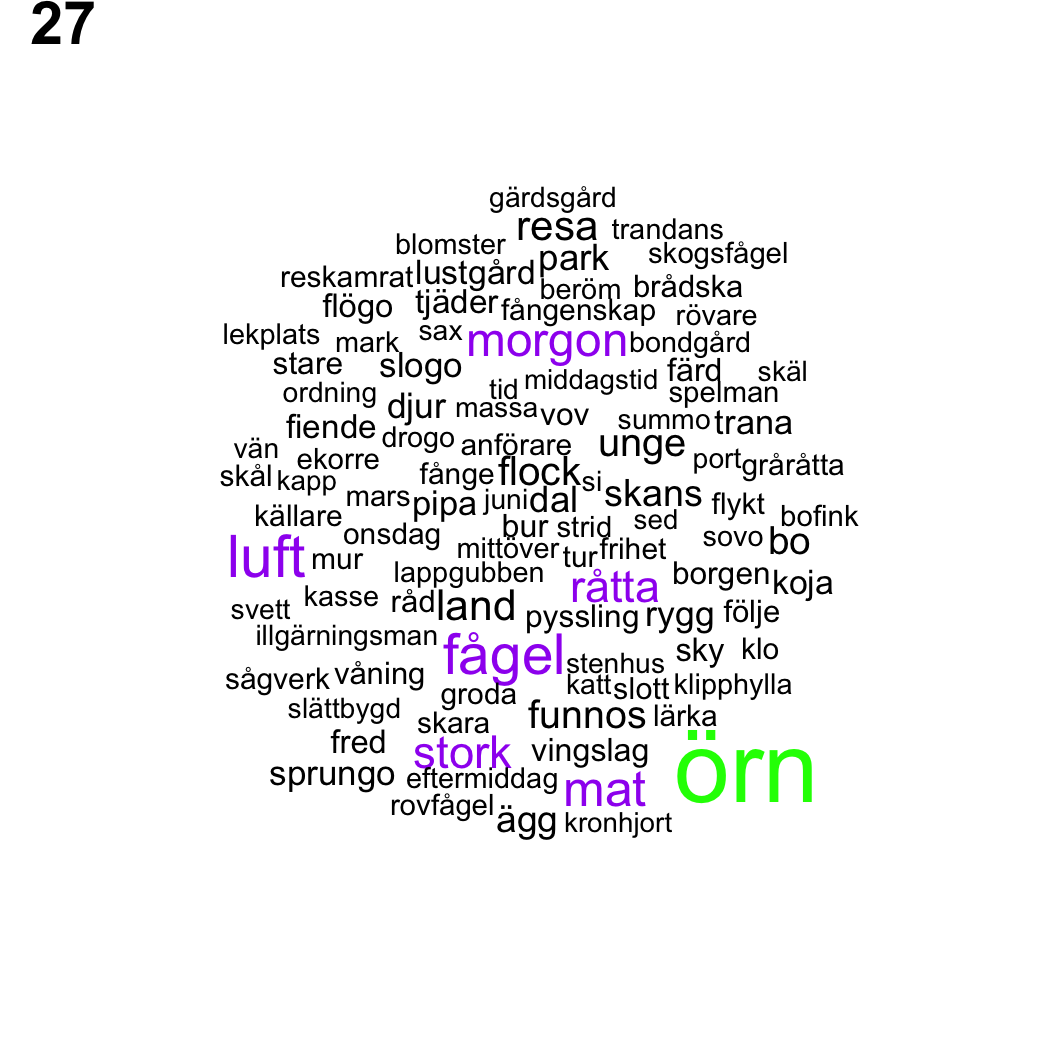 27
gärdsgård
resa trandans
blomster park skogsfågel
reskamrat lustgård beröm brådska
flögo tjäder fångenskap rövare
lekplats mark sax morgon bondgård
stare slogo middagstid färd skäl
ordning tid spelman
djur massa vov summo trana
fiende drogo anförare unge
vän ekorre port gråråtta
skål kapp fånge flock si
mars pipa juni dal skans flykt
källare bur strid sed bofink
onsdag sovo bo
luft mur mittöver tur frihet
lappgubben råtta borgen koja
svett kasse råd land pyssling rygg följe
illgärningsman fågel stenhus sky klo
sågverk våning katt slott klipphylla
slättbygd groda funnos lärka
skara
fred stork vingslag örn
sprungo eftermiddag mat
rovfågel ägg kronhjort